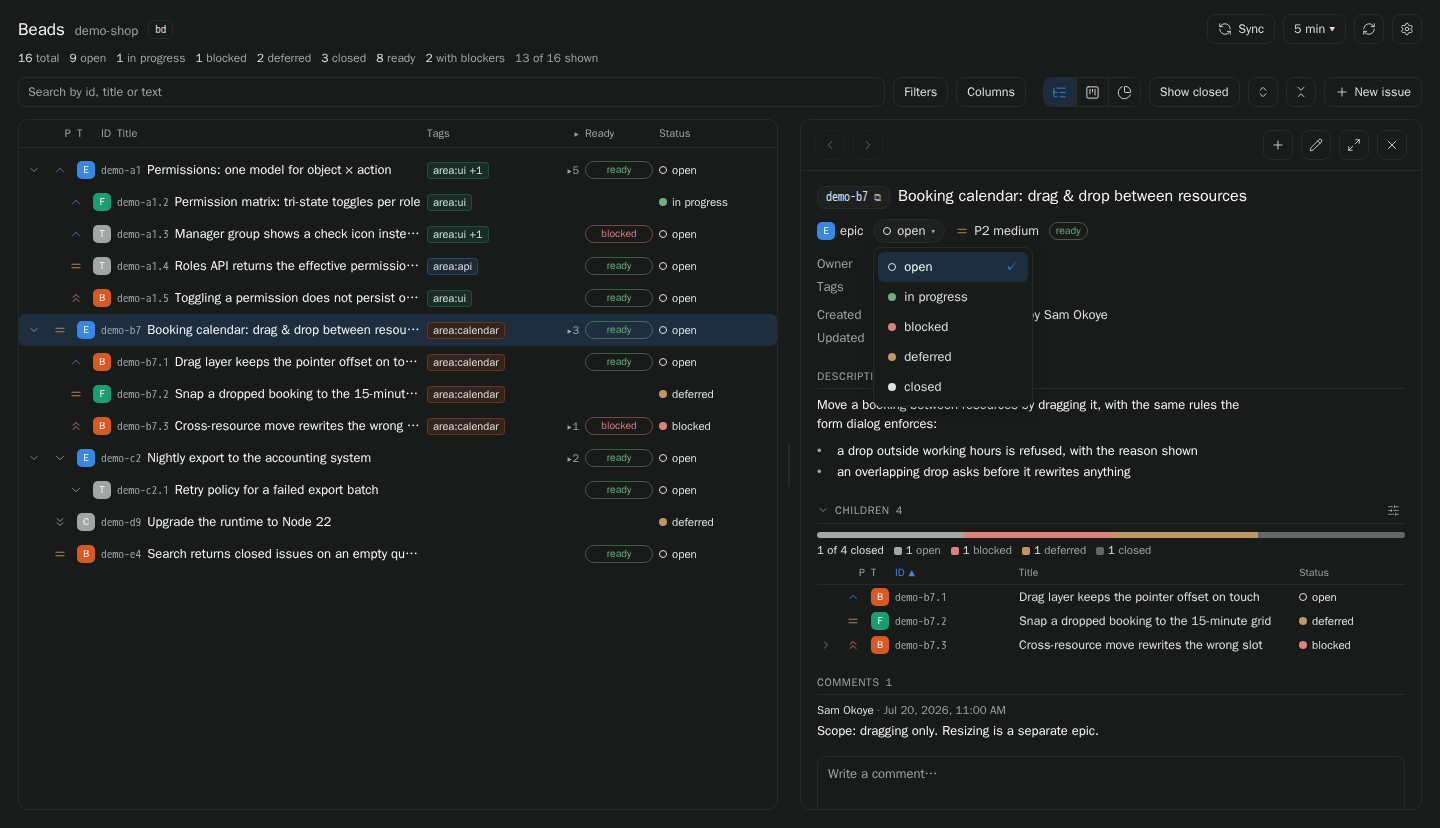 Beads demo-shop bd
Sync 5 min ▾
16 total 9 open 1 in progress 1 blocked 2 deferred 3 closed 8 ready 2 with blockers 13 of 16 shown
Search by id, title or text
Filters Columns Show closed + New issue
P T ID Title Tags ▸ Ready Status
E demo-a1 Permissions: one model for object × action area:ui +1 ▸5 ready open
F demo-a1.2 Permission matrix: tri-state toggles per role area:ui in progress
T demo-a1.3 Manager group shows a check icon inste··· area:ui +1 blocked open
T demo-a1.4 Roles API returns the effective permissio··· area:api ready open
B demo-a1.5 Toggling a permission does not persist o··· area:ui ready open
E demo-b7 Booking calendar: drag & drop between resou··· area:calendar ▸3 ready open
B demo-b7.1 Drag layer keeps the pointer offset on to··· area:calendar ready open
F demo-b7.2 Snap a dropped booking to the 15-minut··· area:calendar deferred
B demo-b7.3 Cross-resource move rewrites the wrong ··· area:calendar ▸1 blocked blocked
E demo-c2 Nightly export to the accounting system ▸2 ready open
T demo-c2.1 Retry policy for a failed export batch ready open
C demo-d9 Upgrade the runtime to Node 22 deferred
B demo-e4 Search returns closed issues on an empty qu··· ready open
demo-b7 Booking calendar: drag & drop between resources
E epic open ▾ P2 medium ready
Owner
Tags
Created y Sam Okoye
Updated
open ✓
in progress
blocked
deferred
closed
DESCRIPTI
Move a booking between resources by dragging it, with the same rules the
form dialog enforces:
• a drop outside working hours is refused, with the reason shown
• an overlapping drop asks before it rewrites anything
CHILDREN 4
1 of 4 closed 1 open 1 blocked 1 deferred 1 closed
P T ID ▲ Title Status
B demo-b7.1 Drag layer keeps the pointer offset on touch open
F demo-b7.2 Snap a dropped booking to the 15-minute grid deferred
B demo-b7.3 Cross-resource move rewrites the wrong slot blocked
COMMENTS 1
Sam Okoye · Jul 20, 2026, 11:00 AM
Scope: dragging only. Resizing is a separate epic.
Write a comment···